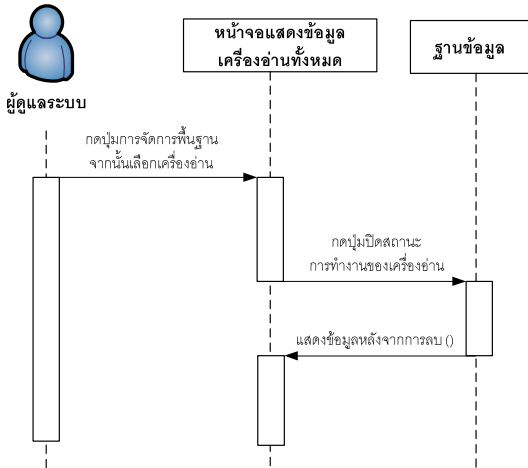 หน้าจอแสดงข้อมูล
เครื่องอ่านทั้งหมด
ฐานข้อมูล
ผู้ดูแลระบบ
กดปุ่มการจัดการพื้นฐาน
จากนั้นเลือกเครื่องอ่าน
กดปุ่มปิดสถานะ
การทำงานของเครื่องอ่าน
แสดงข้อมูลหลังจากการลบ ()